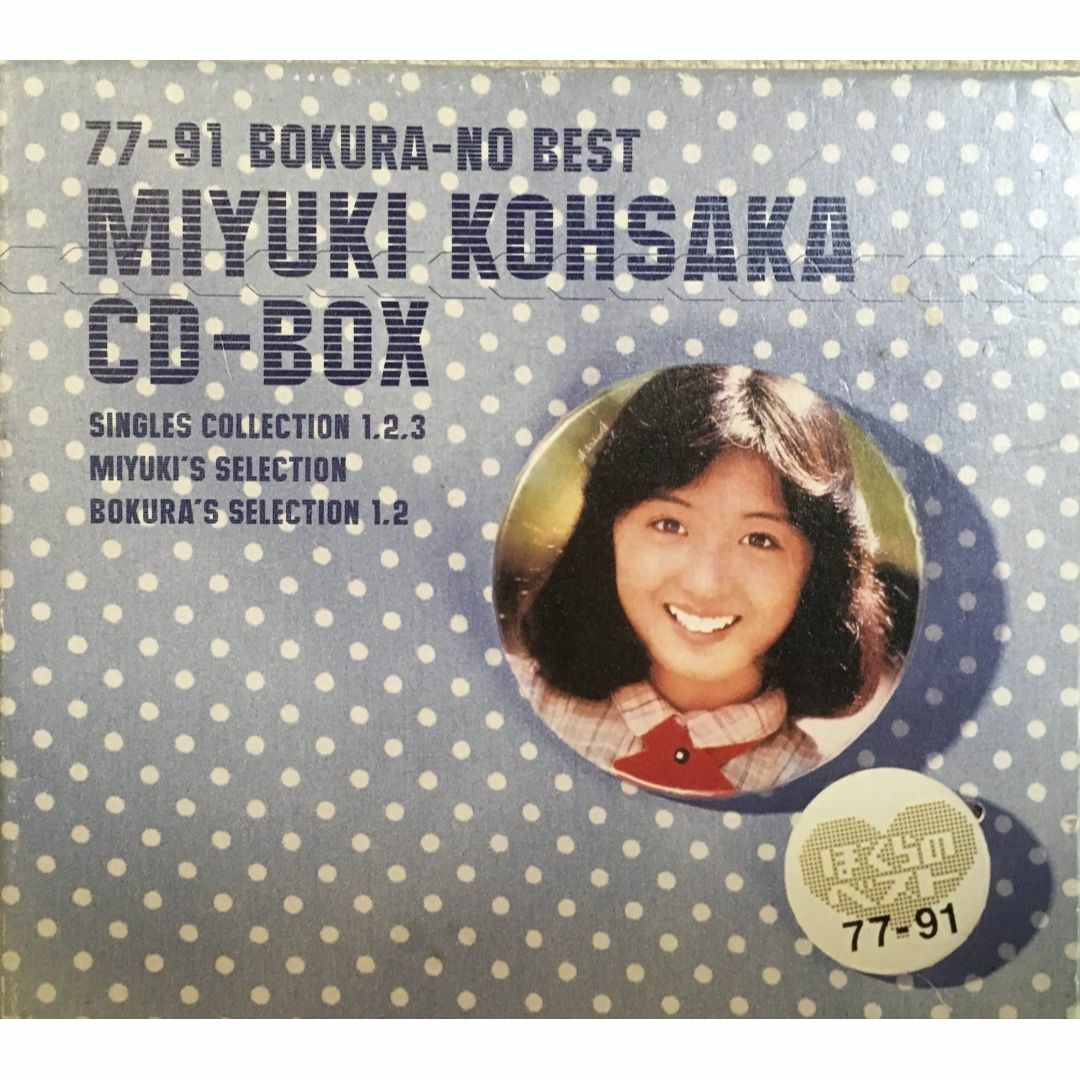 77-91 BOKURA-NO BEST
MIYUKI KOHSAKA
CD-BOX
SINGLES COLLECTION 1.2.3
MIYUKI'S SELECTION
BOKURA'S SELECTION 1.2
ぼくらの
ベスト
77-91